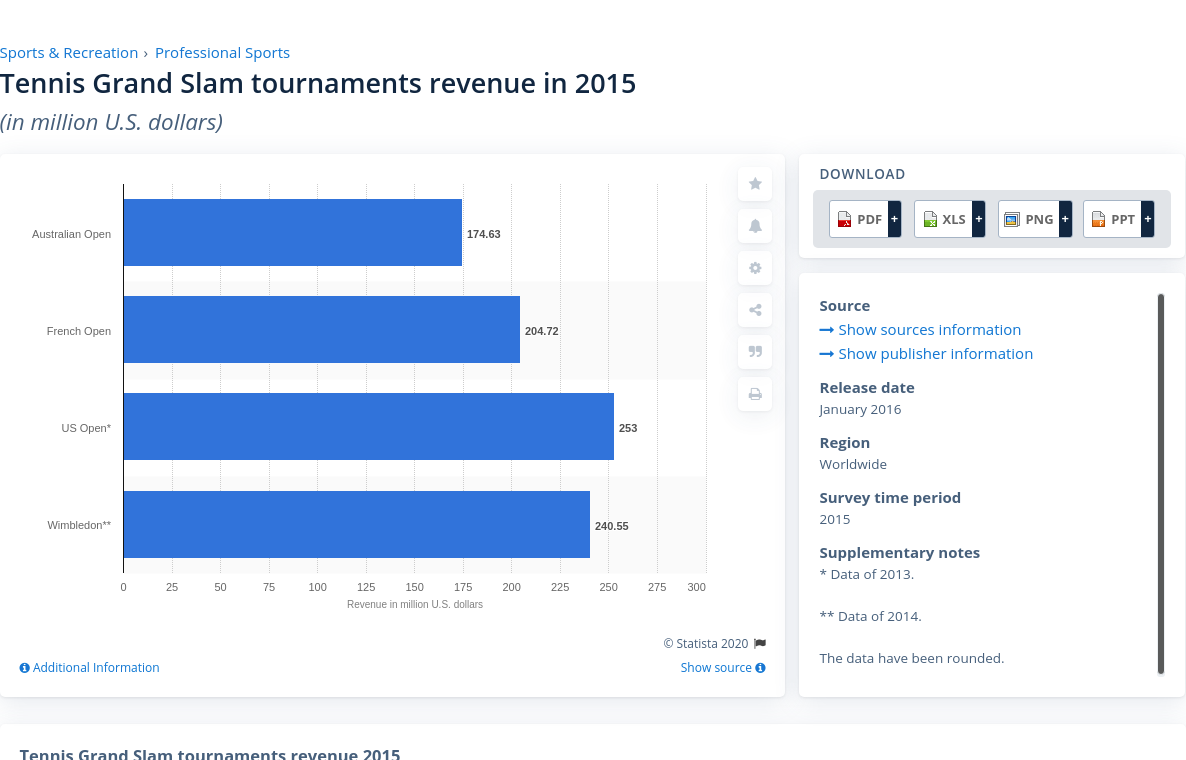 Sports & Recreation › Professional Sports
Tennis Grand Slam tournaments revenue in 2015
(in million U.S. dollars)
Australian Open
174.63
French Open
204.72
US Open*
253
Wimbledon**
240.55
0 25 50 75 100 125 150 175 200 225 250 275 300
Revenue in million U.S. dollars
© Statista 2020
Additional Information
Show source
DOWNLOAD
PDF + XLS + PNG + PPT +
Source
Show sources information
Show publisher information
Release date
January 2016
Region
Worldwide
Survey time period
2015
Supplementary notes
* Data of 2013.
** Data of 2014.
The data have been rounded.
Tennis Grand Slam tournaments revenue 2015